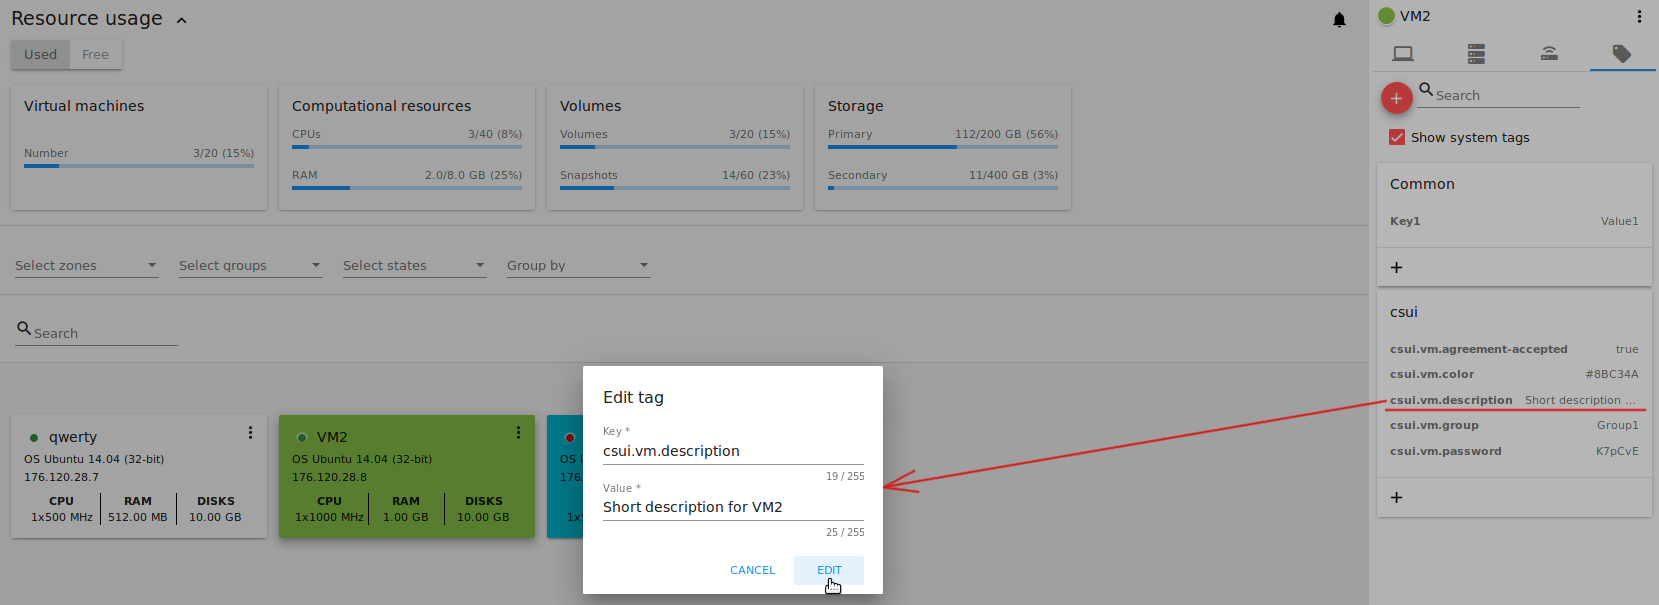 Resource usage
Used Free
Virtual machines
Number 3/20 (15%)
Computational resources
CPUs 3/40 (8%)
RAM 2.0/8.0 GB (25%)
Volumes
Volumes 3/20 (15%)
Snapshots 14/60 (23%)
Storage
Primary 112/200 GB (56%)
Secondary 11/400 GB (3%)
Select zones Select groups Select states Group by
Search
qwerty
OS Ubuntu 14.04 (32-bit)
176.120.28.7
CPU RAM DISKS
1x500 MHz 512.00 MB 10.00 GB
VM2
OS Ubuntu 14.04 (32-bit)
176.120.28.8
CPU RAM DISKS
1x1000 MHz 1.00 GB 10.00 GB
OS
176.
Edit tag
Key *
csui.vm.description
19 / 255
Value *
Short description for VM2
25 / 255
CANCEL EDIT
VM2
+ Search
Show system tags
Common
Key1 Value1
+
csui
csui.vm.agreement-accepted true
csui.vm.color #8BC34A
csui.vm.description Short description ...
csui.vm.group Group1
csui.vm.password K7pCvE
+